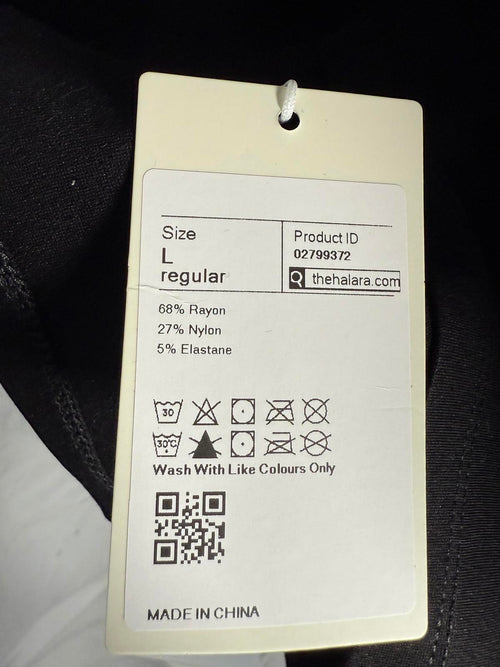 Size
L
regular
Product ID
02799372
thehalara.com
68% Rayon
27% Nylon
5% Elastane
30
30°C
Wash With Like Colours Only
MADE IN CHINA